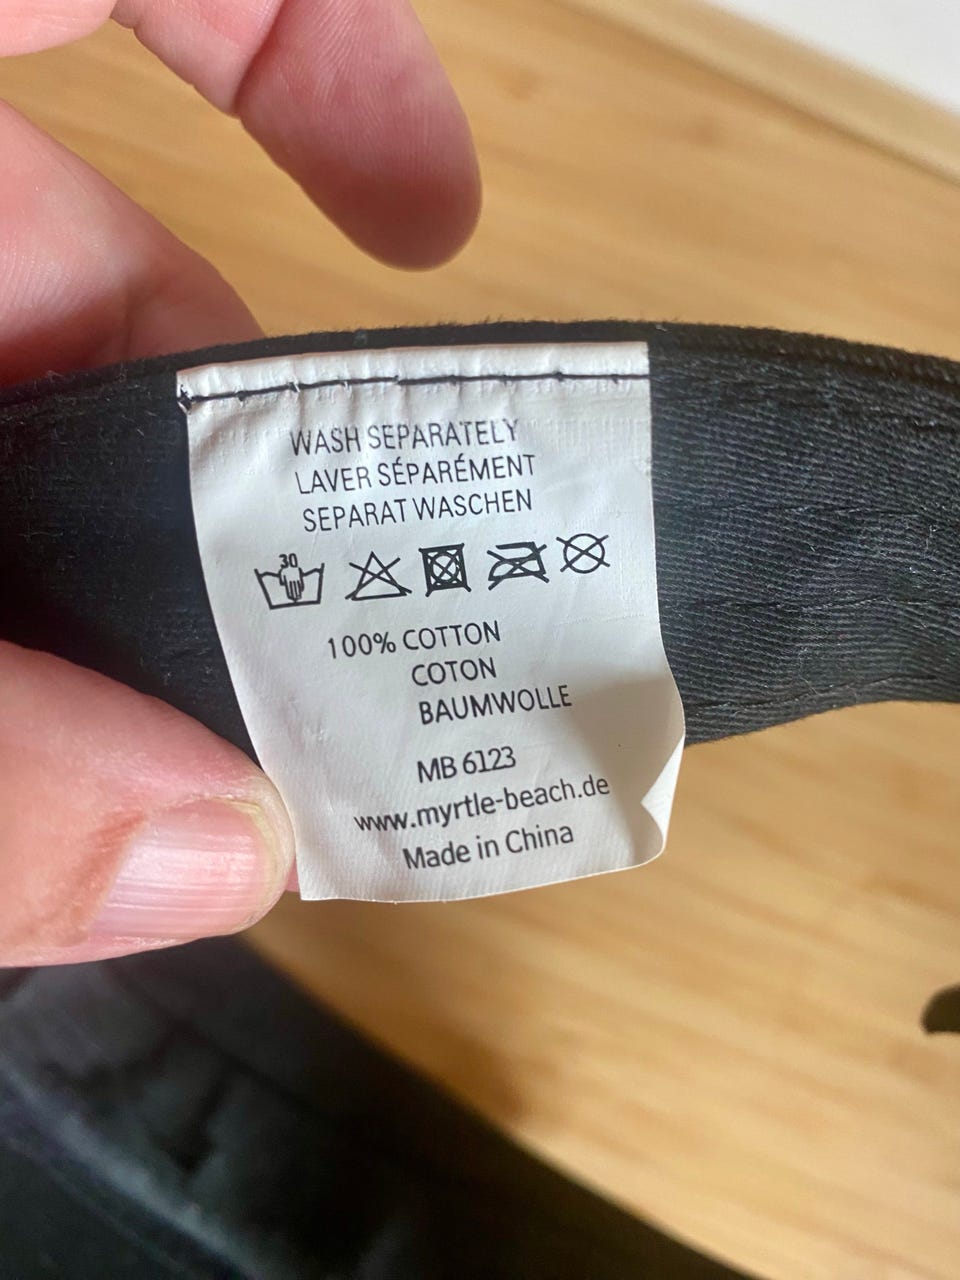 WASH SEPARATELY
LAVER SÉPARÉMENT
SEPARAT WASCHEN
30
100% COTTON
COTON
BAUMWOLLE
MB 6123
www.myrtle-beach.de
Made in China